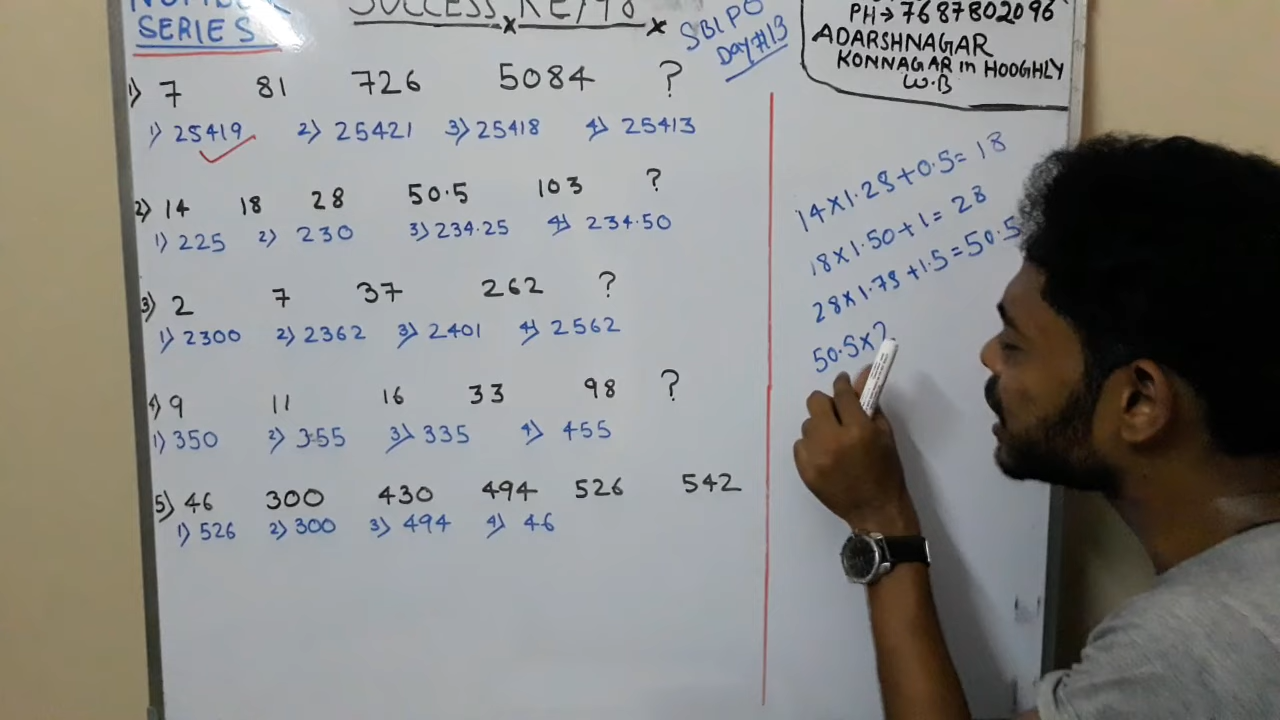 NUMBER
SERIES
SUCCESS
SBI PO
Day #13
PH→7687802096
ADARSHNAGAR
KONNAGAR in HOOGHLY
W.B
1) 7 81 726 5084 ?
1) 25419 2) 25421 3) 25418 4) 25413
2) 14 18 28 50.5 103 ?
1) 225 2) 230 3) 234.25 4) 234.50
3) 2 7 37 262 ?
1) 2300 2) 2362 3) 2401 4) 2562
4) 9 11 16 33 98 ?
1) 350 2) 355 3) 335 4) 455
5) 46 300 430 494 526 542
1) 526 2) 300 3) 494 4) 46
14×1.28+0.5=18
18×1.50+1=28
28×1.75+1.5=50.5
50.5×2